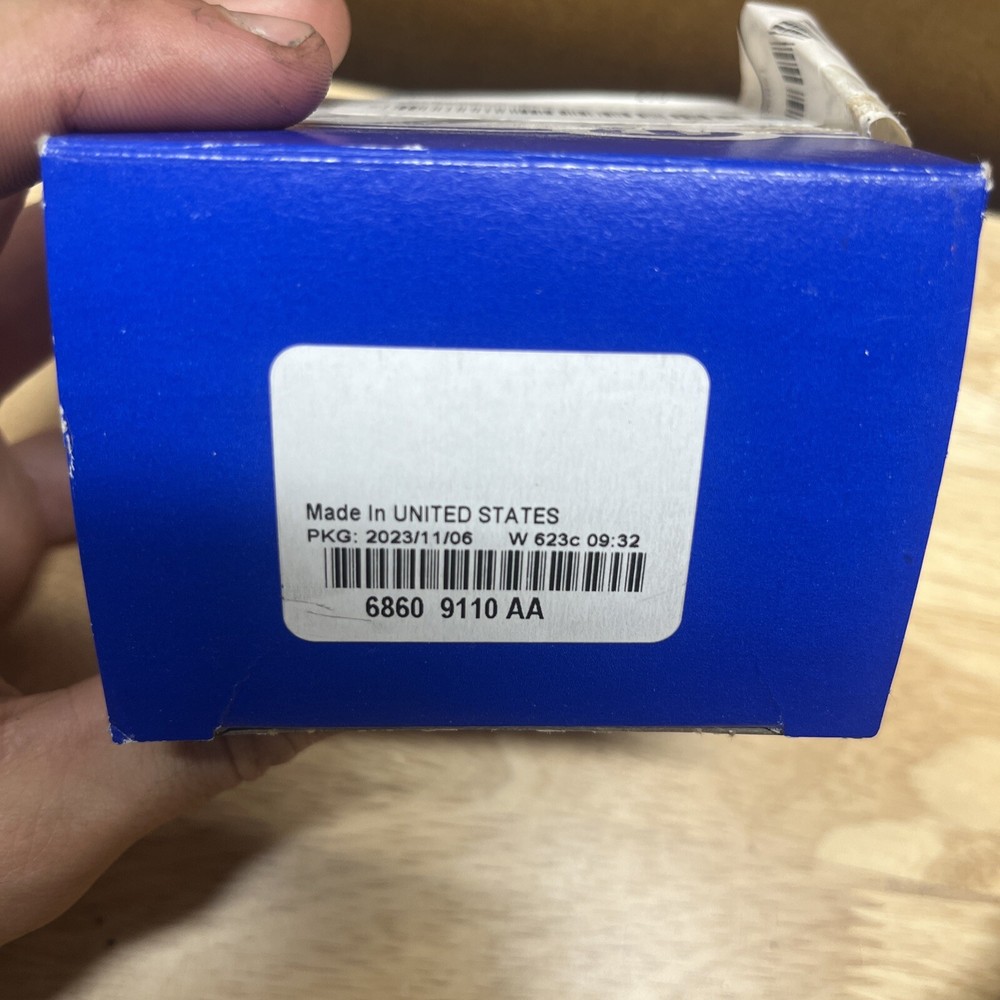 Made In UNITED STATES
PKG: 2023/11/06 W 623c 09:32
6860 9110 AA